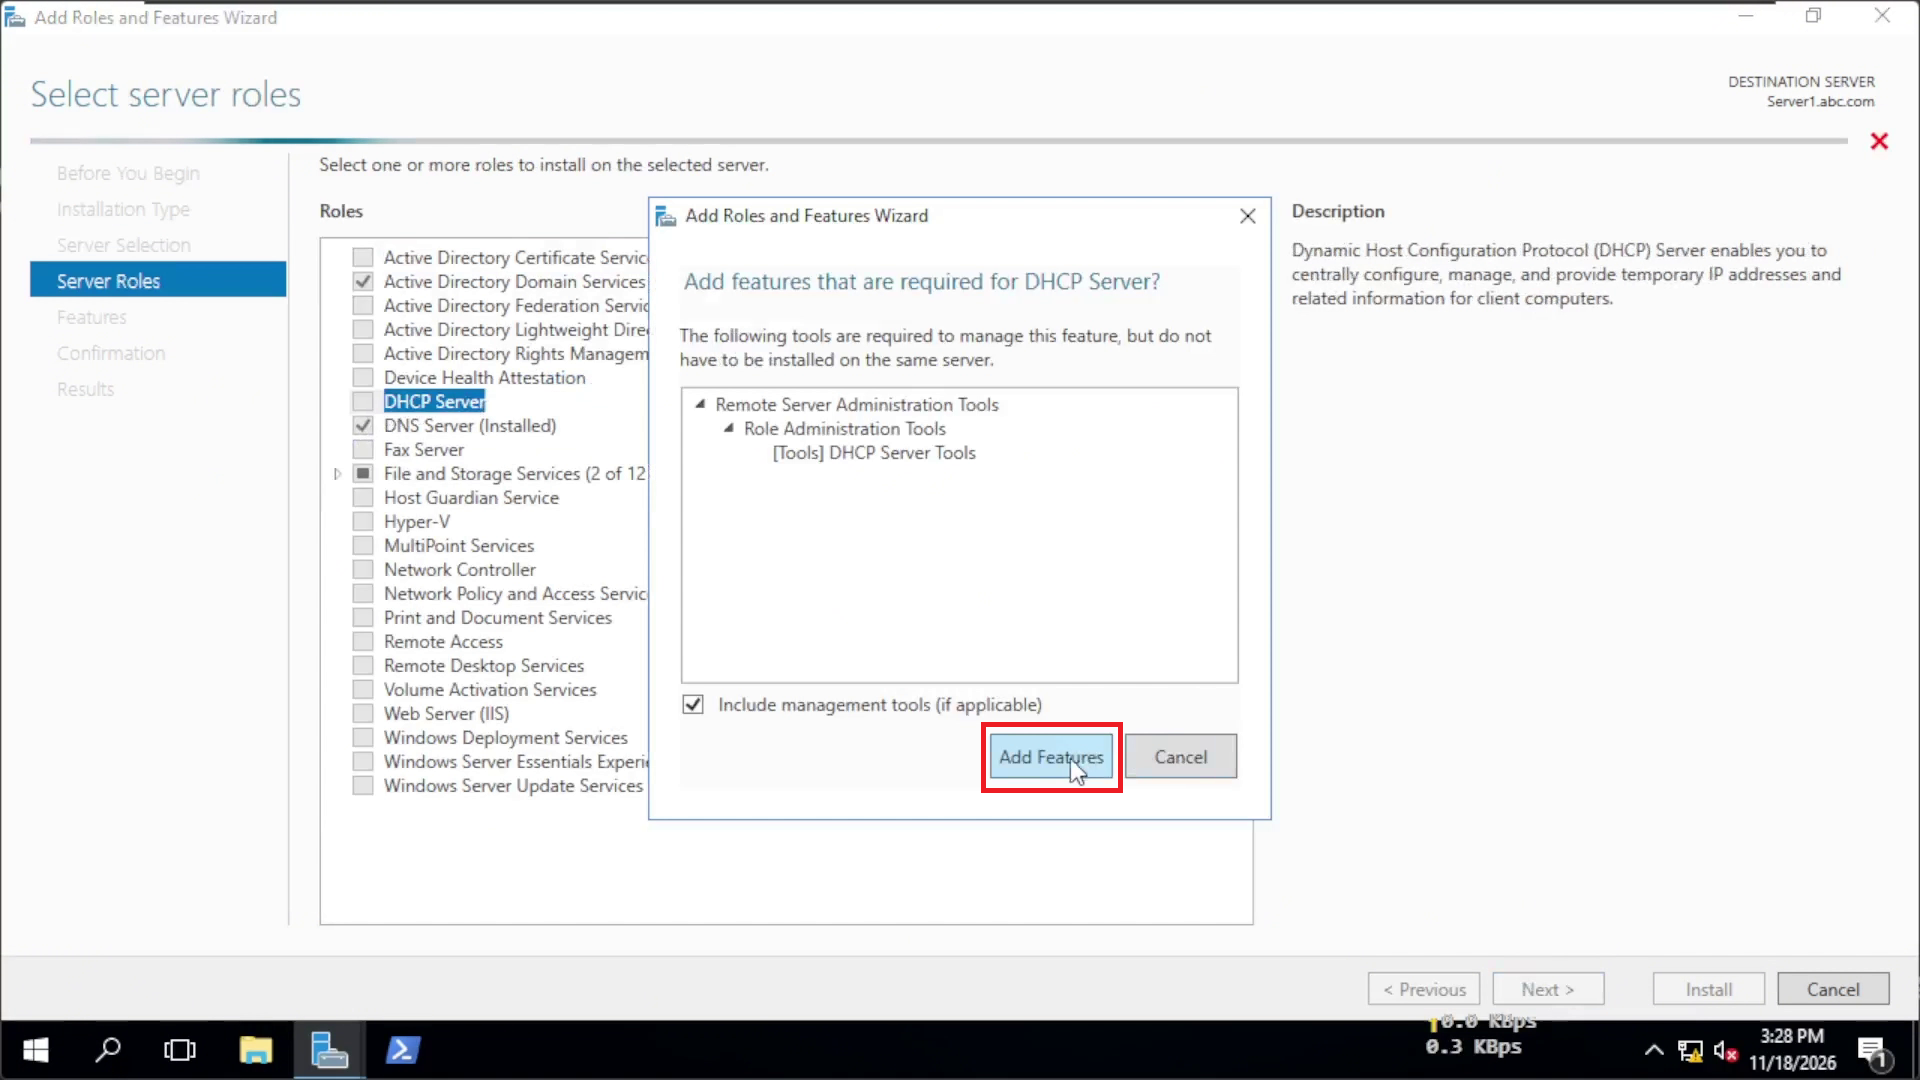 Add Roles and Features Wizard
Select server roles
DESTINATION SERVER
Server1.abc.com
Before You Begin
Installation Type
Server Selection
Server Roles
Features
Confirmation
Results
Select one or more roles to install on the selected server.
Roles
Active Directory Certificate Servic
Active Directory Domain Services
Active Directory Federation Servic
Active Directory Lightweight Dire
Active Directory Rights Managem
Device Health Attestation
DHCP Server
DNS Server (Installed)
Fax Server
File and Storage Services (2 of 12
Host Guardian Service
Hyper-V
MultiPoint Services
Network Controller
Network Policy and Access Servic
Print and Document Services
Remote Access
Remote Desktop Services
Volume Activation Services
Web Server (IIS)
Windows Deployment Services
Windows Server Essentials Experi
Windows Server Update Services
Add Roles and Features Wizard
Add features that are required for DHCP Server?
The following tools are required to manage this feature, but do not
have to be installed on the same server.
Remote Server Administration Tools
Role Administration Tools
[Tools] DHCP Server Tools
Include management tools (if applicable)
Add Features
Cancel
Description
Dynamic Host Configuration Protocol (DHCP) Server enables you to
centrally configure, manage, and provide temporary IP addresses and
related information for client computers.
< Previous
Next >
Install
Cancel
0.0 KBps
0.3 KBps
3:28 PM
11/18/2026
1